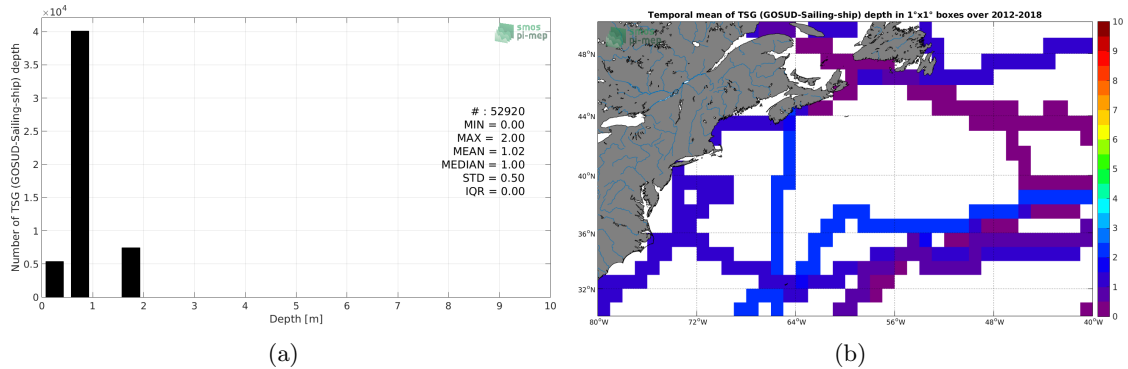 ×10⁴
4
3.5
3
2.5
2
1.5
1
0.5
0
Number of TSG (GOSUD-Sailing-ship) depth
smos
pi-mep
# : 52920
MIN = 0.00
MAX = 2.00
MEAN = 1.02
MEDIAN = 1.00
STD = 0.50
IQR = 0.00
0 1 2 3 4 5 6 7 8 9 10
Depth [m]
(a)
Temporal mean of TSG (GOSUD-Sailing-ship) depth in 1°x1° boxes over 2012-2018
smos
pi-mep
48°N
44°N
40°N
36°N
32°N
80°W 72°W 64°W 56°W 48°W 40°W
10
9
8
7
6
5
4
3
2
1
0
(b)